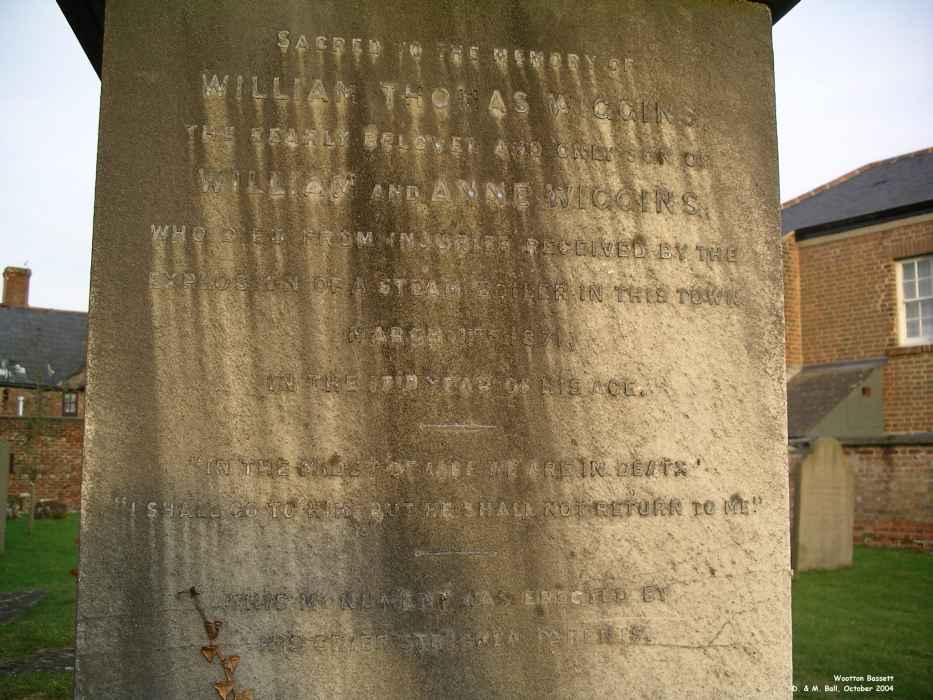 SACRED TO THE MEMORY OF
WILLIAM THOMAS WIGGINS,
THE DEARLY BELOVED AND ONLY SON OF
WILLIAM AND ANNE WIGGINS,
WHO DIED FROM INJURIES RECEIVED BY THE
EXPLOSION OF A STEAM BOILER IN THIS TOWN
MARCH 1871,
IN THE YEAR OF HIS AGE.
"IN THE MIDST OF LIFE WE ARE IN DEATH"
"I SHALL GO TO HIM, BUT HE SHALL NOT RETURN TO ME."
THIS MONUMENT WAS ERECTED BY
HIS GRIEF STRICKEN PARENTS.
Wootton Bassett
D. & M. Ball, October 2004